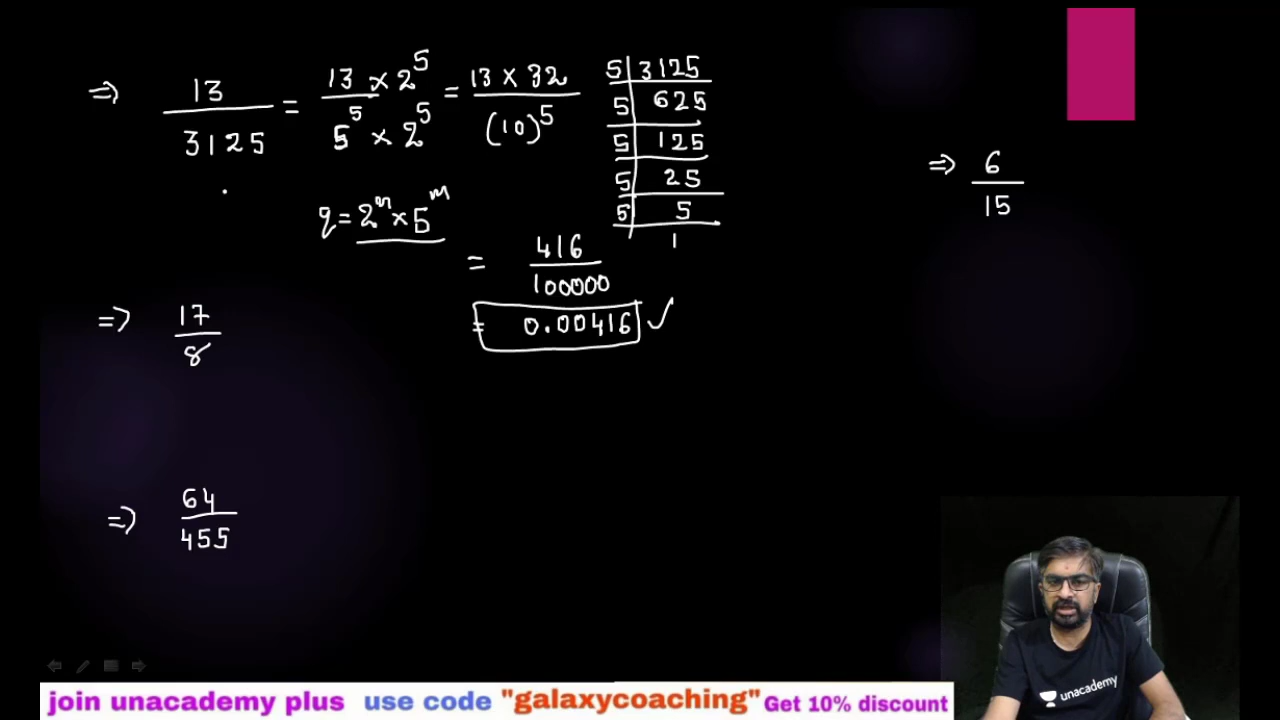 ⇒ 13/3125 = 13 × 2^5 / 5^5 × 2^5 = 13 × 32 / (10)^5
5 | 3125
5 | 625
5 | 125
5 | 25
5 | 5
1
q = 2^n × 5^m
= 416/100000
= 0.00416 ✓
⇒ 17/8
⇒ 64/455
⇒ 6/15
unacademy
join unacademy plus use code "galaxycoaching" Get 10% discount